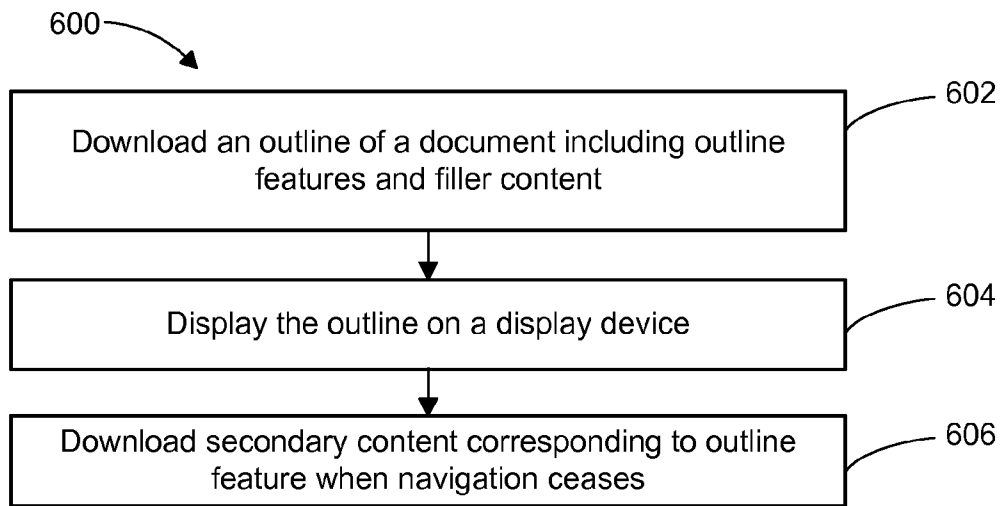 600
602
Download an outline of a document including outline
features and filler content
604
Display the outline on a display device
606
Download secondary content corresponding to outline
feature when navigation ceases